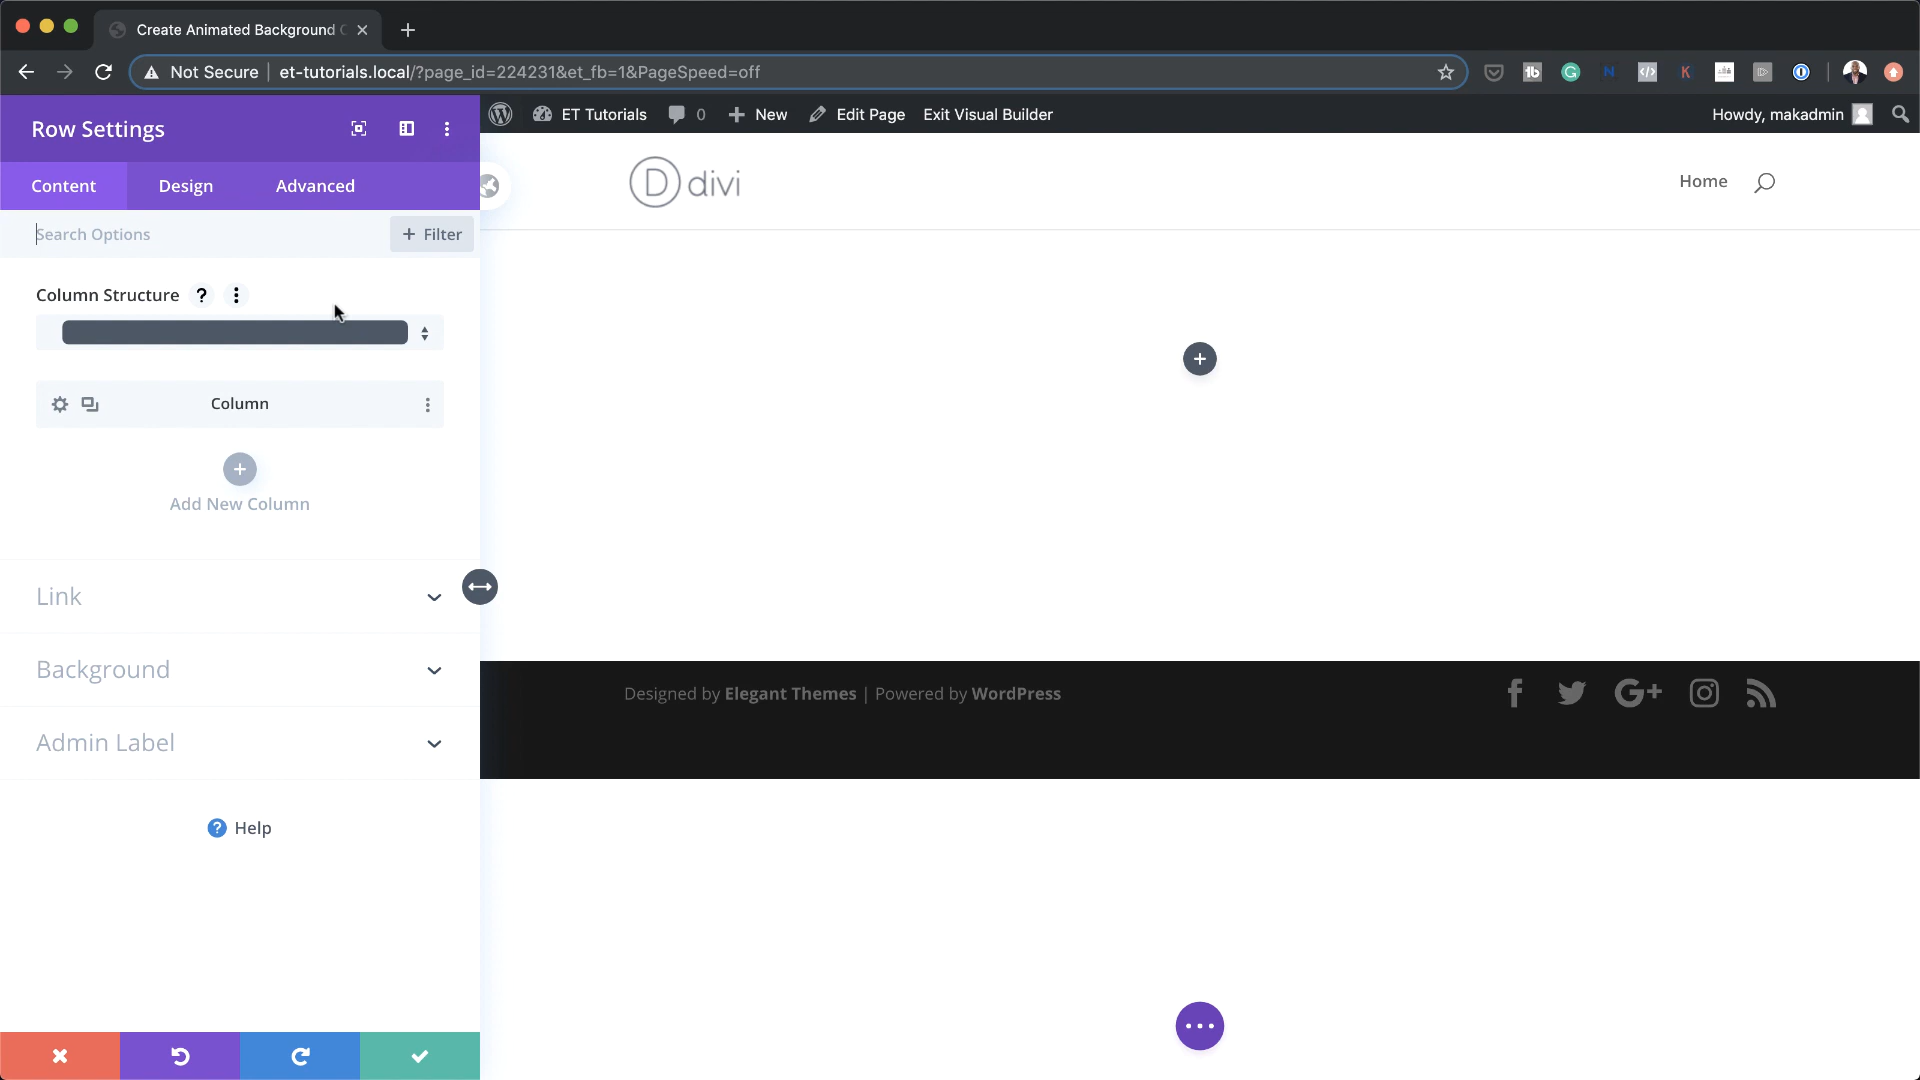 Create Animated Background
Not Secure
et-tutorials.local/?page_id=224231&et_fb=1&PageSpeed=off
Row Settings
ET Tutorials
0
New
Edit Page
Exit Visual Builder
Howdy, makadmin
Content
Design
Advanced
D divi
Home
Search Options
+ Filter
Column Structure ?
Column
Add New Column
Link
Background
Designed by Elegant Themes | Powered by WordPress
G+
Admin Label
? Help